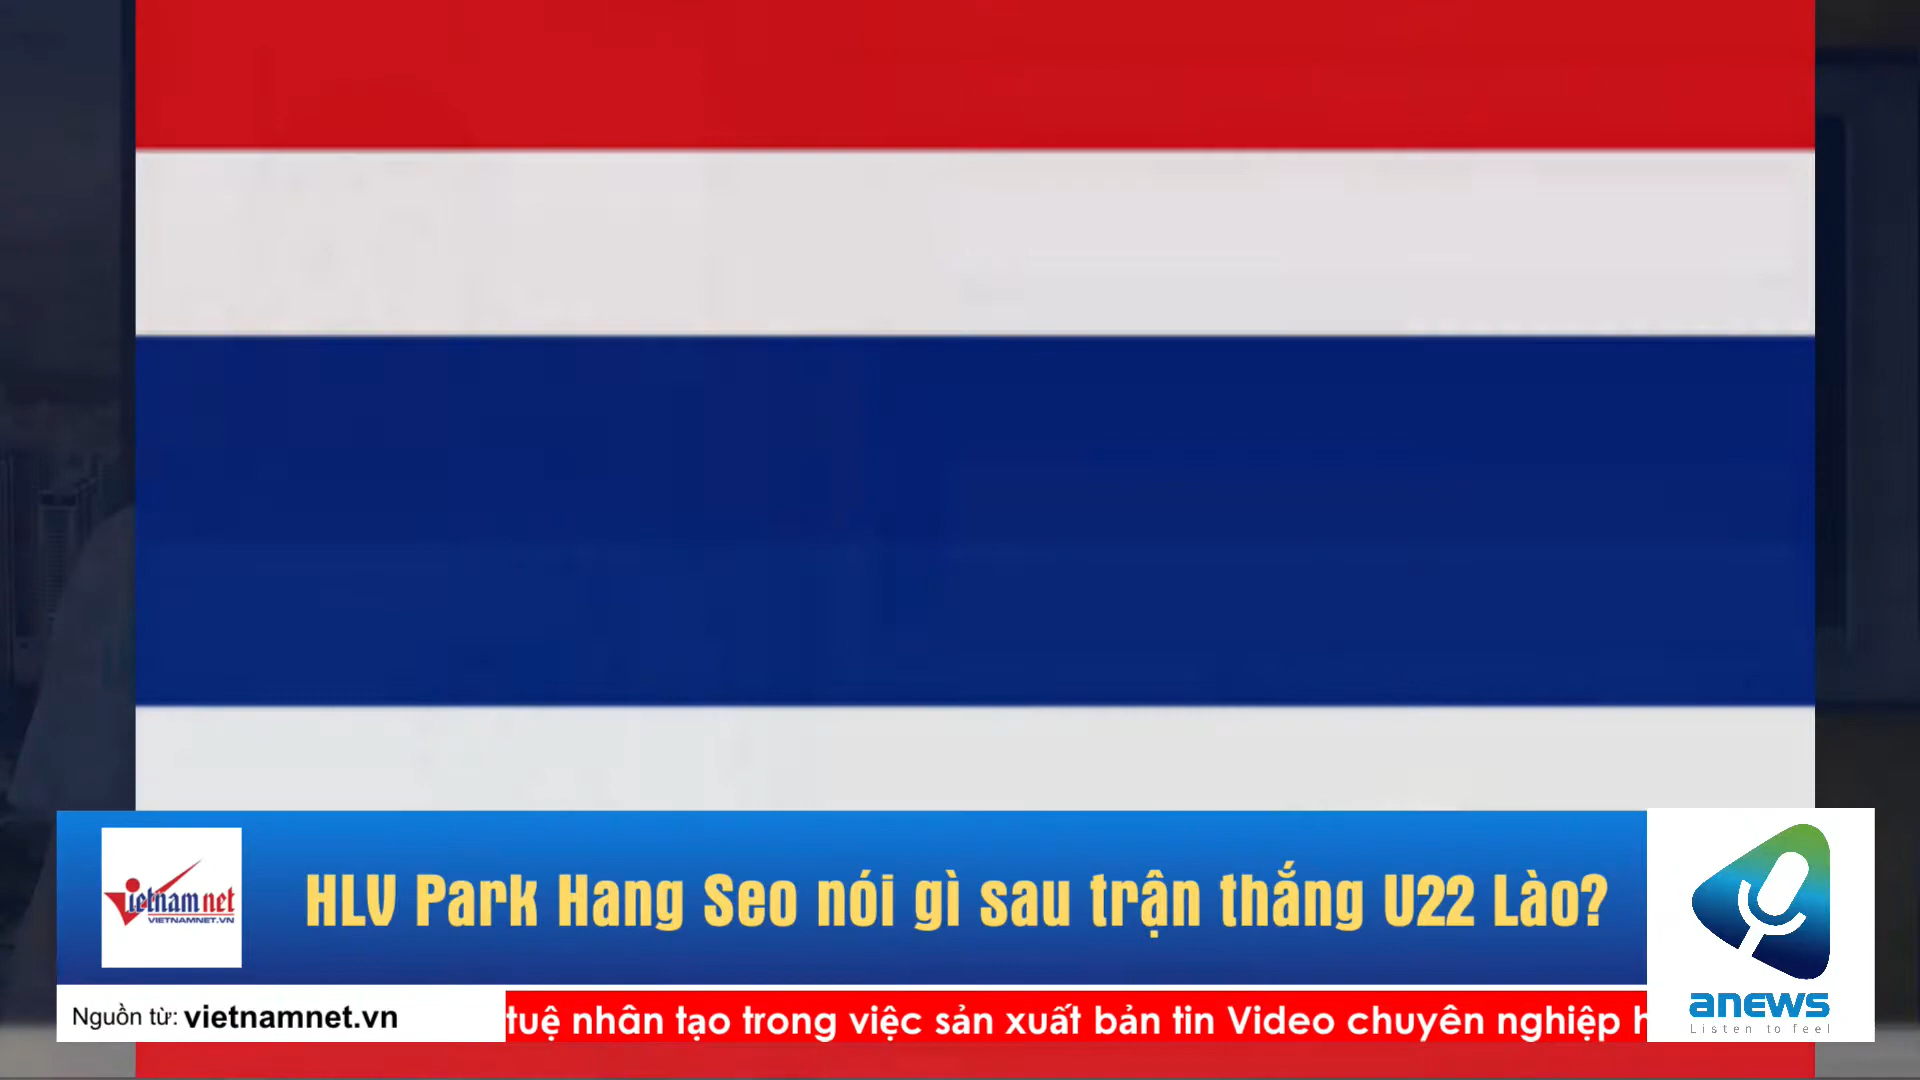 vietnamnet
VIETNAMNET.VN
HLV Park Hang Seo nói gì sau trận thắng U22 Lào?
Nguồn từ: vietnamnet.vn
tuệ nhân tạo trong việc sản xuất bản tin Video chuyên nghiệp h
anews
Listen to feel